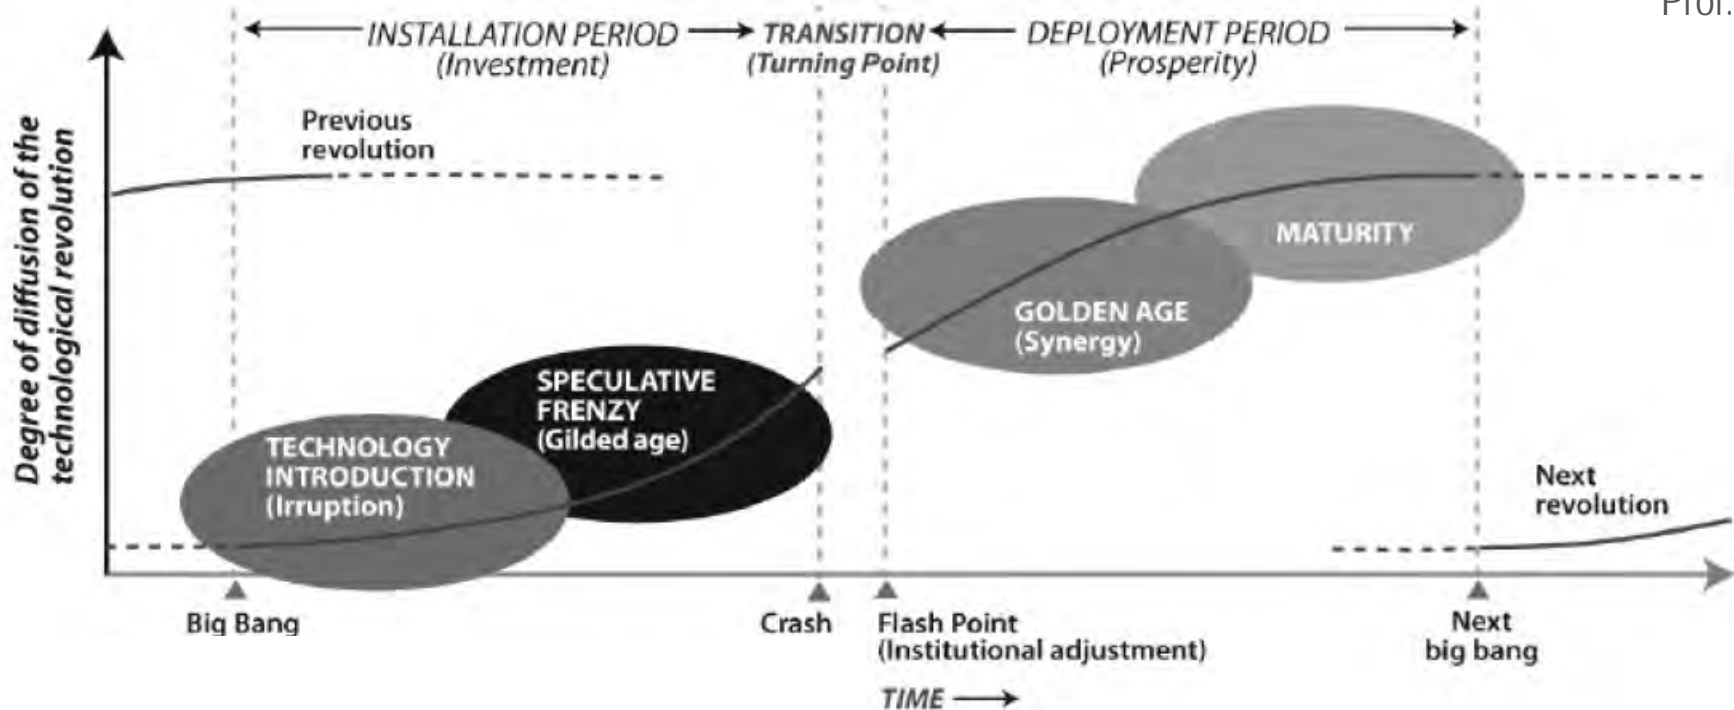 Prof.
INSTALLATION PERIOD
(Investment)
TRANSITION
(Turning Point)
DEPLOYMENT PERIOD
(Prosperity)
Degree of diffusion of the
technological revolution
Previous
revolution
MATURITY
GOLDEN AGE
(Synergy)
SPECULATIVE
FRENZY
(Gilded age)
TECHNOLOGY
INTRODUCTION
(Irruption)
Next
revolution
Big Bang
Crash
Flash Point
(Institutional adjustment)
Next
big bang
TIME